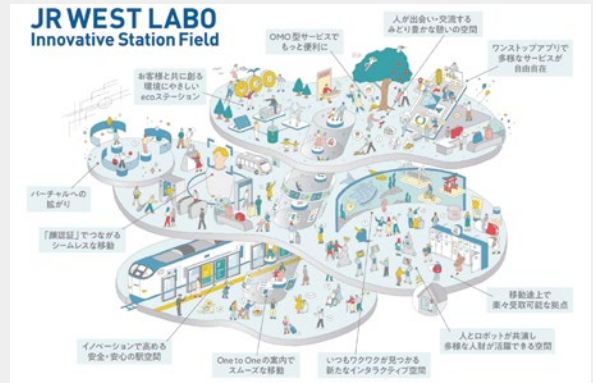 JR WEST LABO
Innovative Station Field
OMO型サービスで
もっと便利に
人が出会い・交流する
みどり豊かな憩いの空間
ワンストップアプリで
多様なサービスが
自由自在
お客様と共に創る
環境にやさしい
ecoステーション
eco
バーチャルへの
拡がり
「顔認証」でつながる
シームレスな移動
移動途上で
楽々受取可能な拠点
イノベーションで高める
安全・安心の駅空間
One to Oneの案内で
スムーズな移動
いつもワクワクが見つかる
新たなインタラクティブ空間
人とロボットが共演し
多様な人財が活躍できる空間